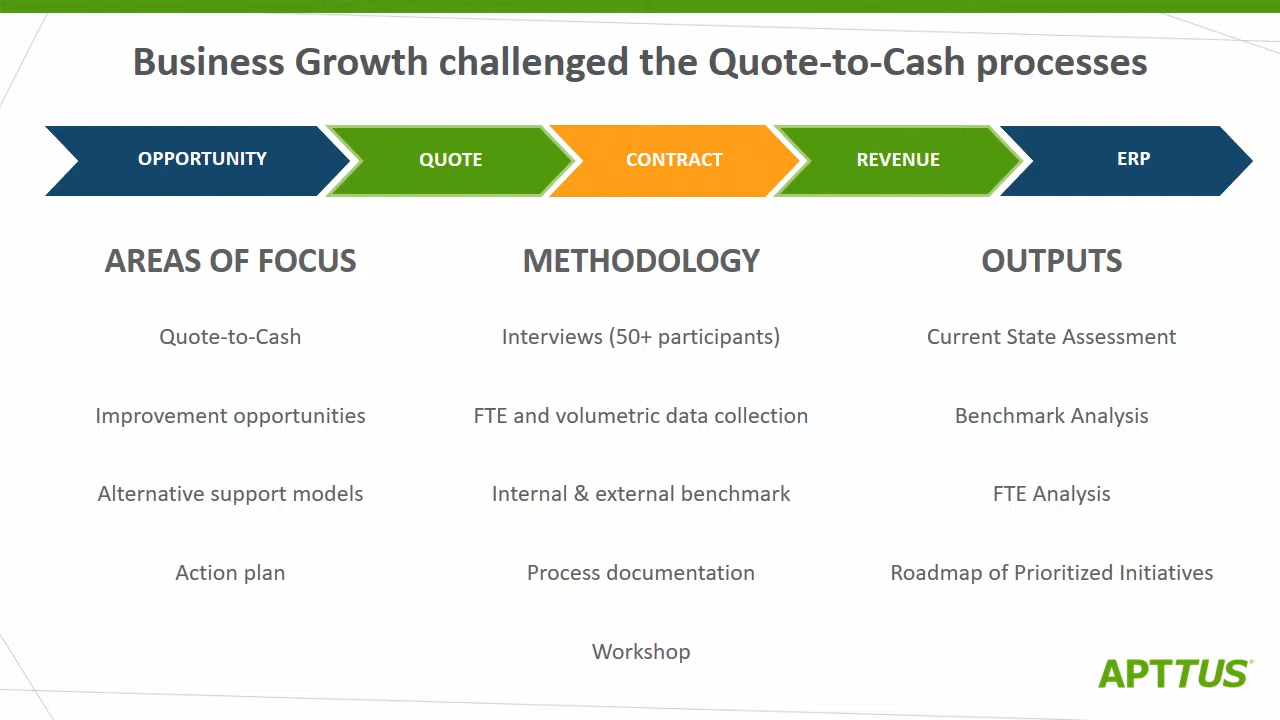 Business Growth challenged the Quote-to-Cash processes
OPPORTUNITY
QUOTE
CONTRACT
REVENUE
ERP
AREAS OF FOCUS
Quote-to-Cash
Improvement opportunities
Alternative support models
Action plan
METHODOLOGY
Interviews (50+ participants)
FTE and volumetric data collection
Internal & external benchmark
Process documentation
Workshop
OUTPUTS
Current State Assessment
Benchmark Analysis
FTE Analysis
Roadmap of Prioritized Initiatives
APTTUS